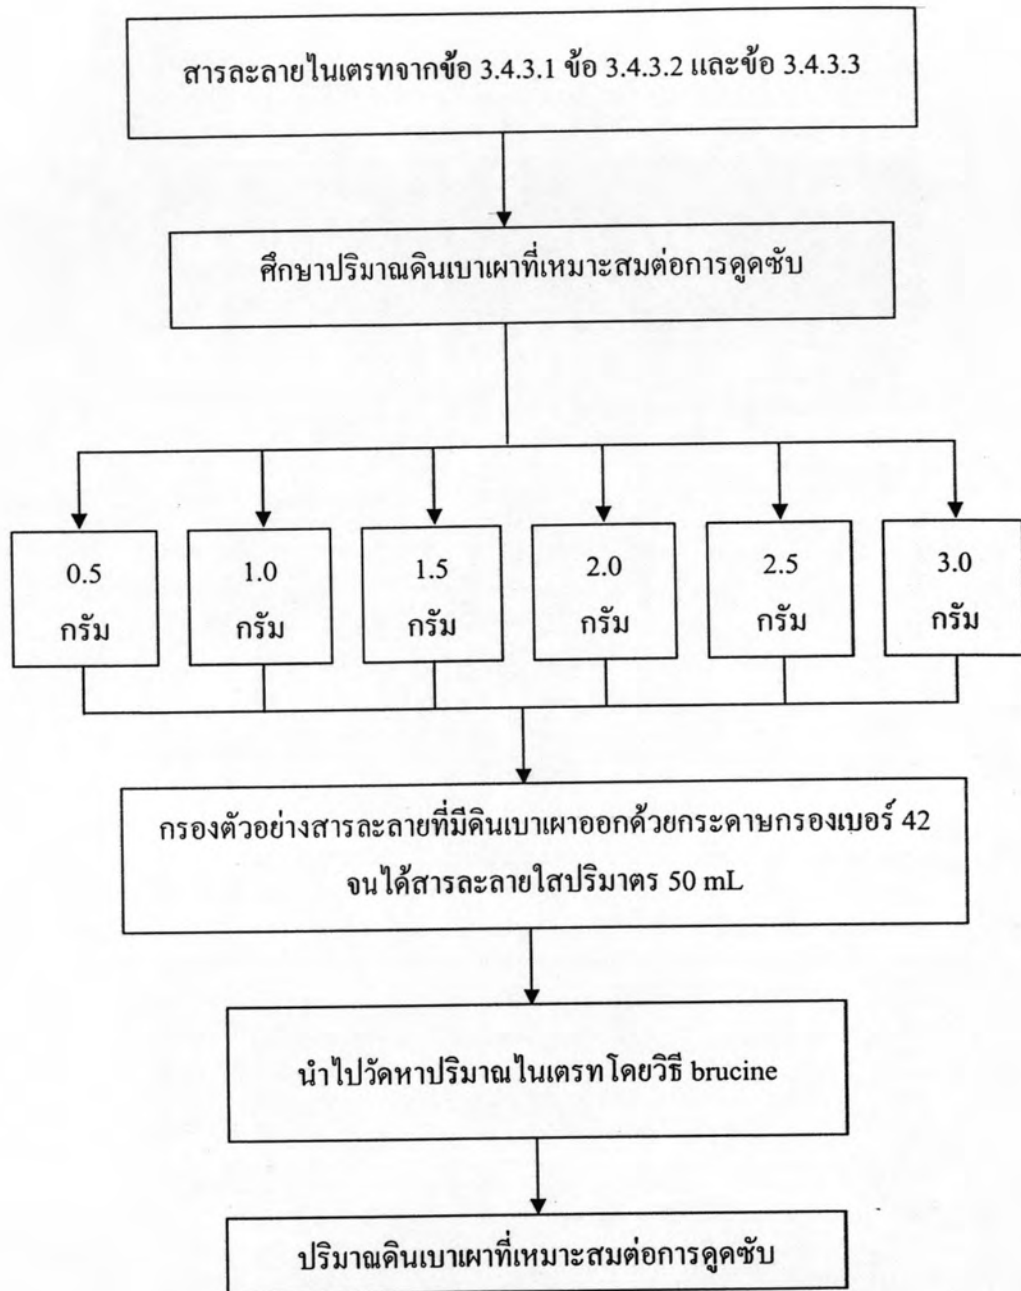 สารละลายไนเตรทจากข้อ 3.4.3.1 ข้อ 3.4.3.2 และข้อ 3.4.3.3
ศึกษาปริมาณดินเบาเผาที่เหมาะสมต่อการดูดซับ
0.5 1.0 1.5 2.0 2.5 3.0
กรัม กรัม กรัม กรัม กรัม กรัม
กรองตัวอย่างสารละลายที่มีดินเบาเผาออกด้วยกระดาษกรองเบอร์ 42
จนได้สารละลายใสปริมาตร 50 mL
นำไปวัดหาปริมาณไนเตรทโดยวิธี brucine
ปริมาณดินเบาเผาที่เหมาะสมต่อการดูดซับ